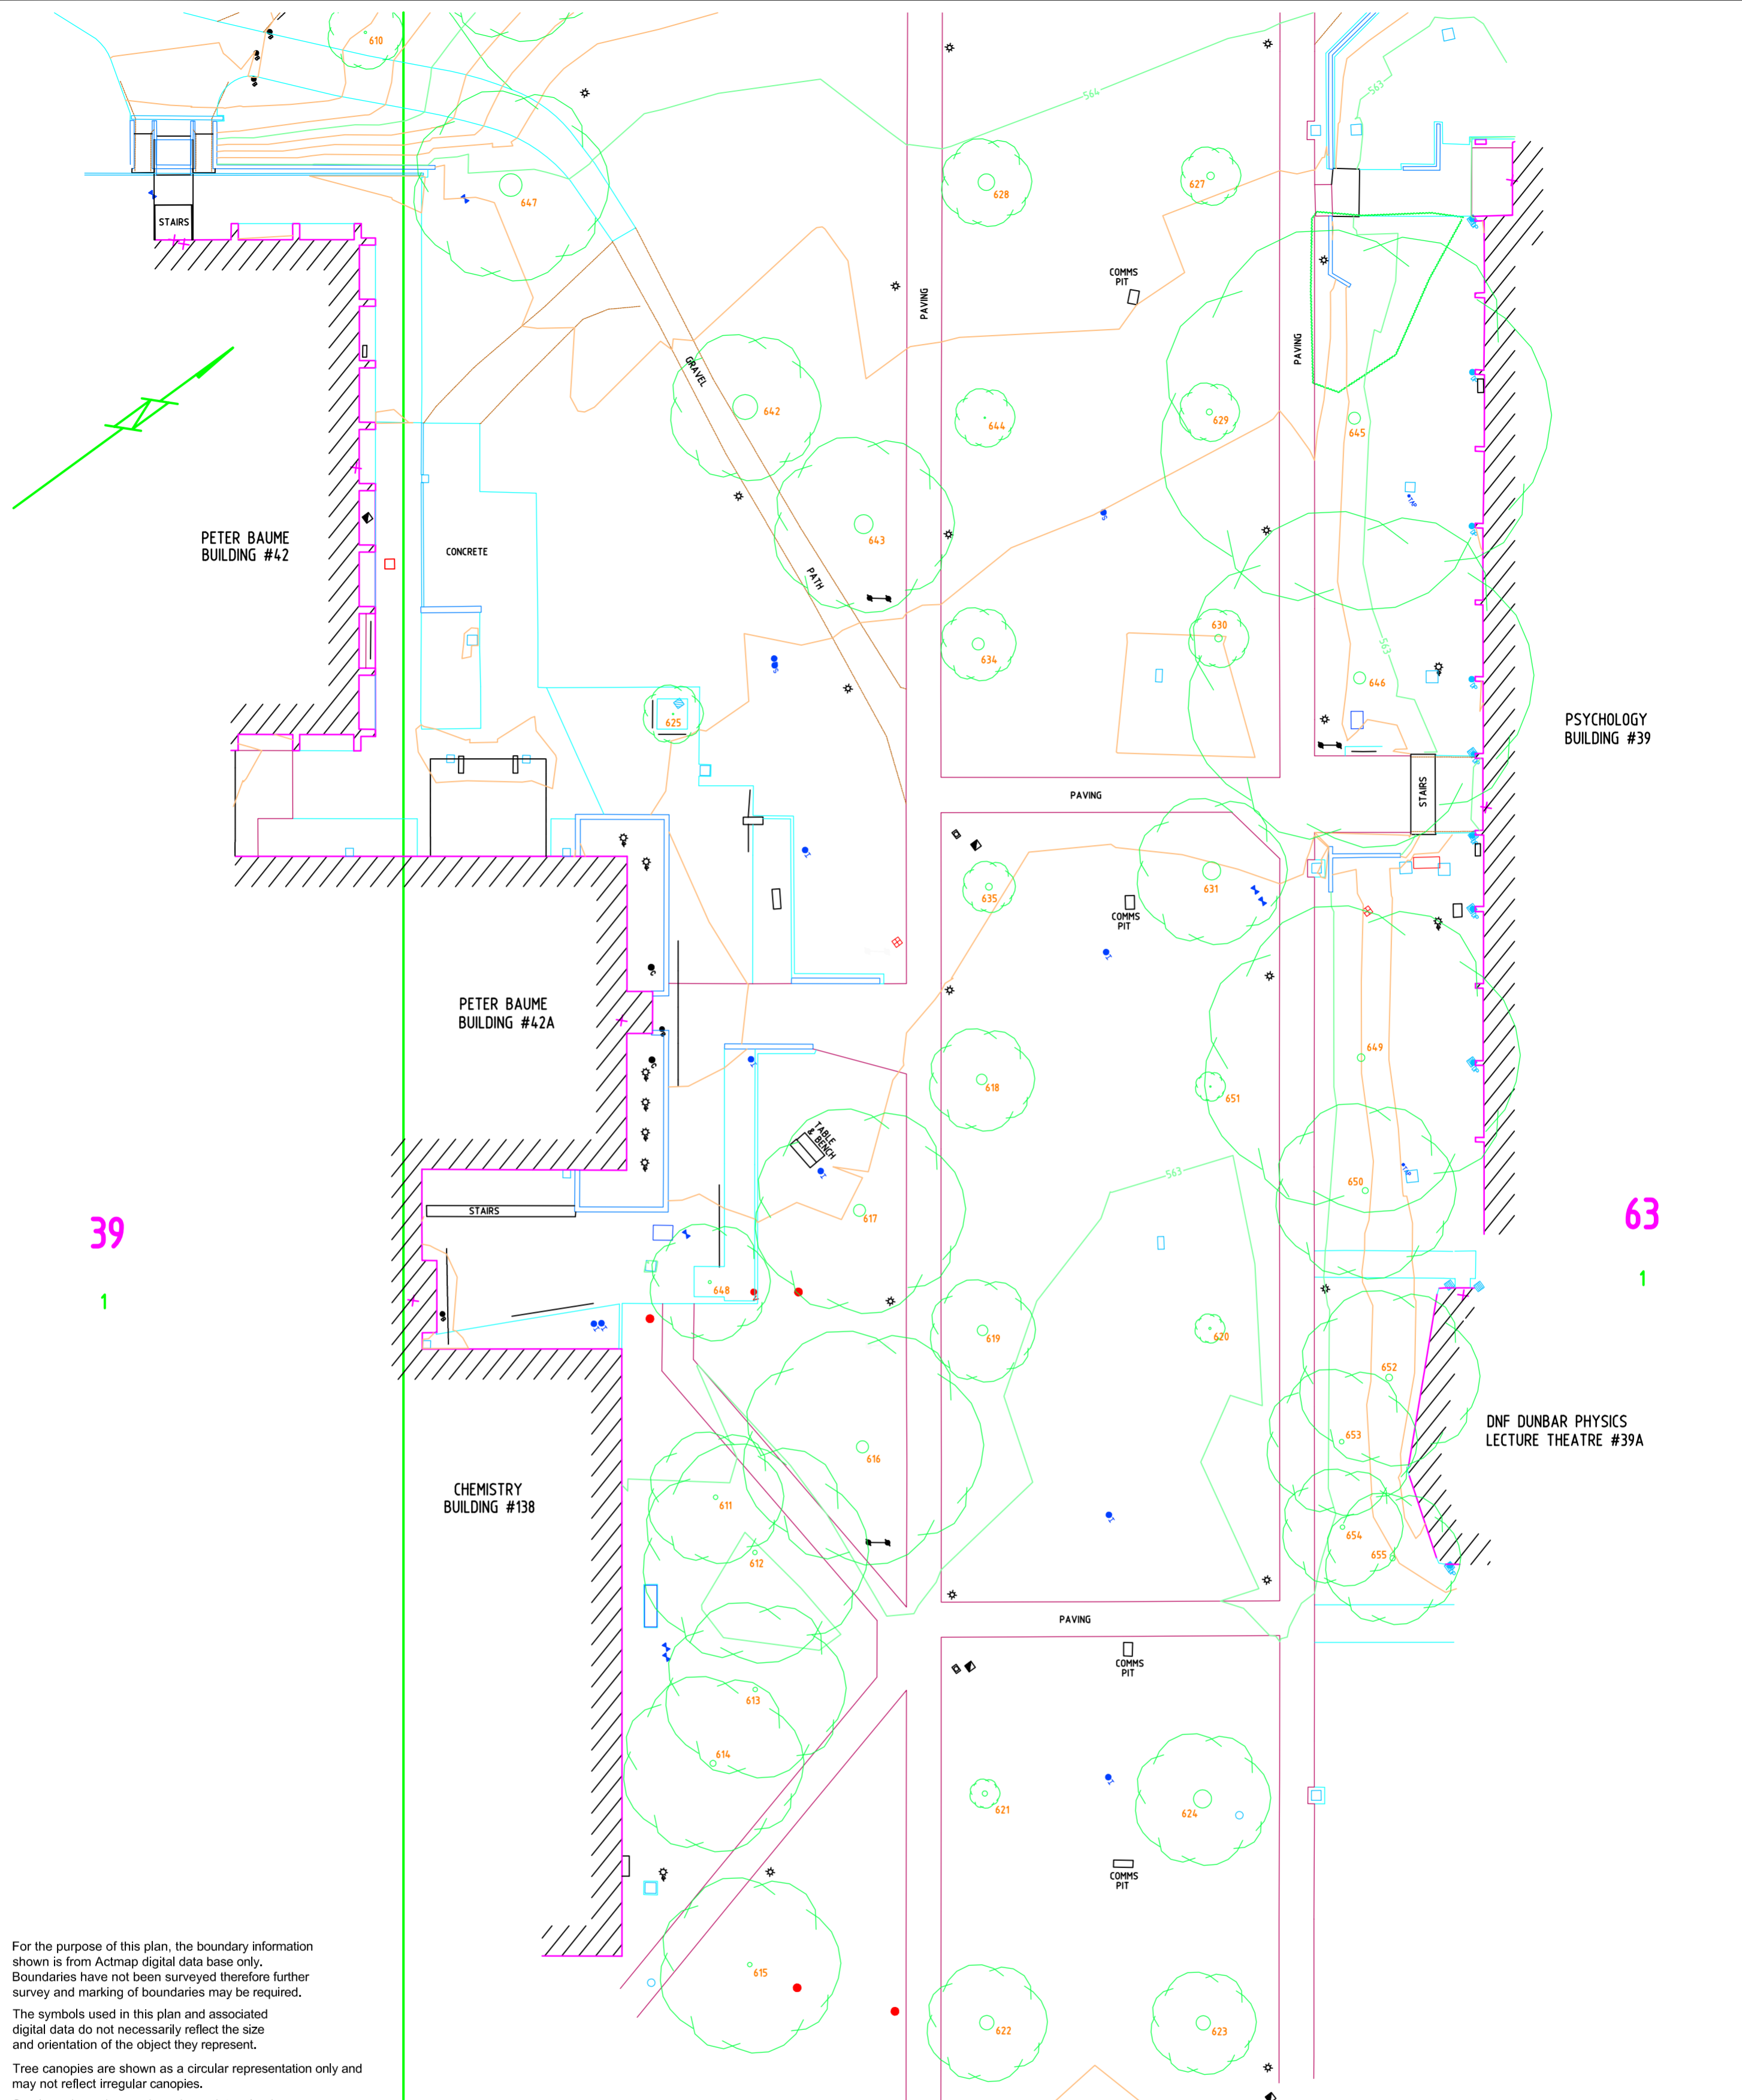 610
564
563
647
628
627
STAIRS
COMMS
PIT
PAVING
PAVING
GRAVEL
642
644
629
645
TAP
643
PETER BAUME
BUILDING #42
CONCRETE
PATH
630
634
563
646
625
PSYCHOLOGY
BUILDING #39
STAIRS
PAVING
631
635
COMMS
PIT
PETER BAUME
BUILDING #42A
649
618
651
TABLE
& BENCH
563
TAP
650
STAIRS
617
39
1
63
1
648
619
620
652
653
DNF DUNBAR PHYSICS
LECTURE THEATRE #39A
616
CHEMISTRY
BUILDING #138
611
654
612
655
PAVING
COMMS
PIT
613
614
621
624
COMMS
PIT
615
622
623
For the purpose of this plan, the boundary information
shown is from Actmap digital data base only.
Boundaries have not been surveyed therefore further
survey and marking of boundaries may be required.
The symbols used in this plan and associated
digital data do not necessarily reflect the size
and orientation of the object they represent.
Tree canopies are shown as a circular representation only and
may not reflect irregular canopies.